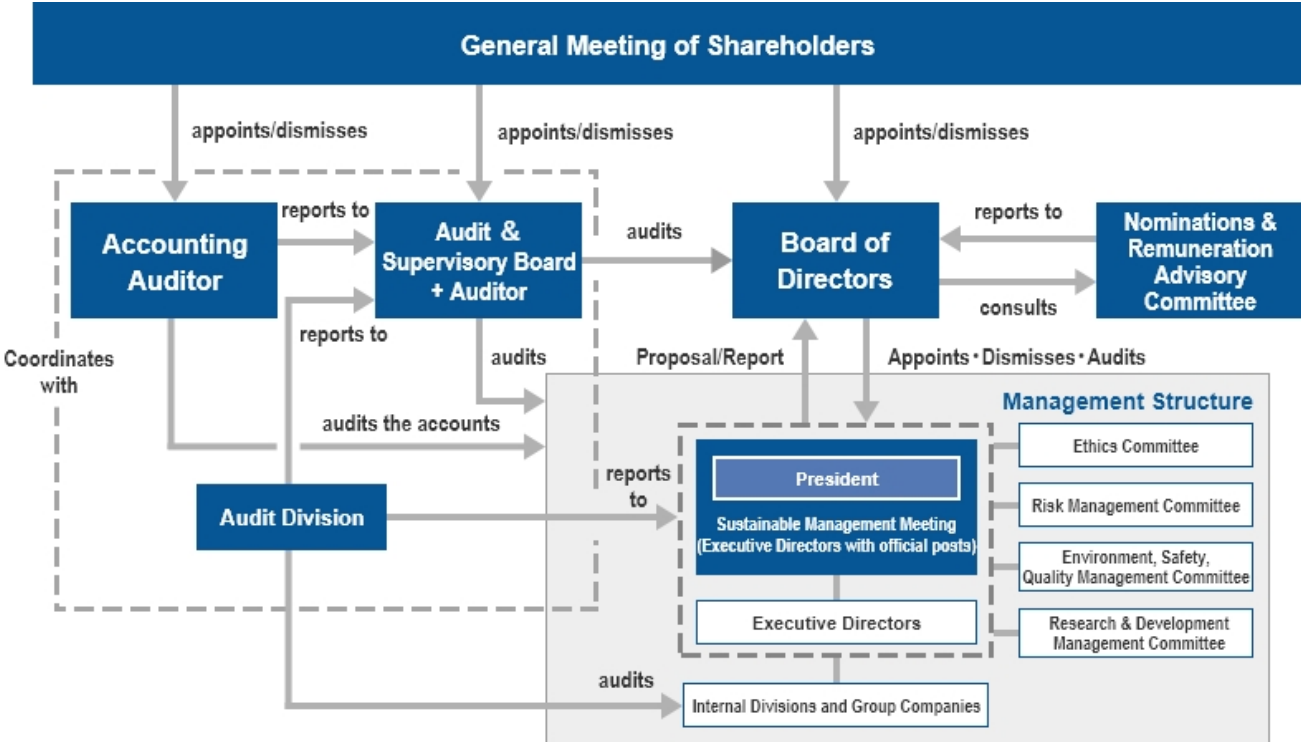 General Meeting of Shareholders
appoints/dismisses
appoints/dismisses
appoints/dismisses
Accounting
Auditor
reports to
Audit &
Supervisory Board
+ Auditor
audits
Board of
Directors
reports to
consults
Nominations &
Remuneration
Advisory
Committee
reports to
Coordinates
with
audits
audits the accounts
Proposal/Report
Appoints・Dismisses・Audits
Management Structure
Audit Division
reports
to
President
Sustainable Management Meeting
(Executive Directors with official posts)
Executive Directors
Ethics Committee
Risk Management Committee
Environment, Safety,
Quality Management Committee
Research & Development
Management Committee
audits
Internal Divisions and Group Companies